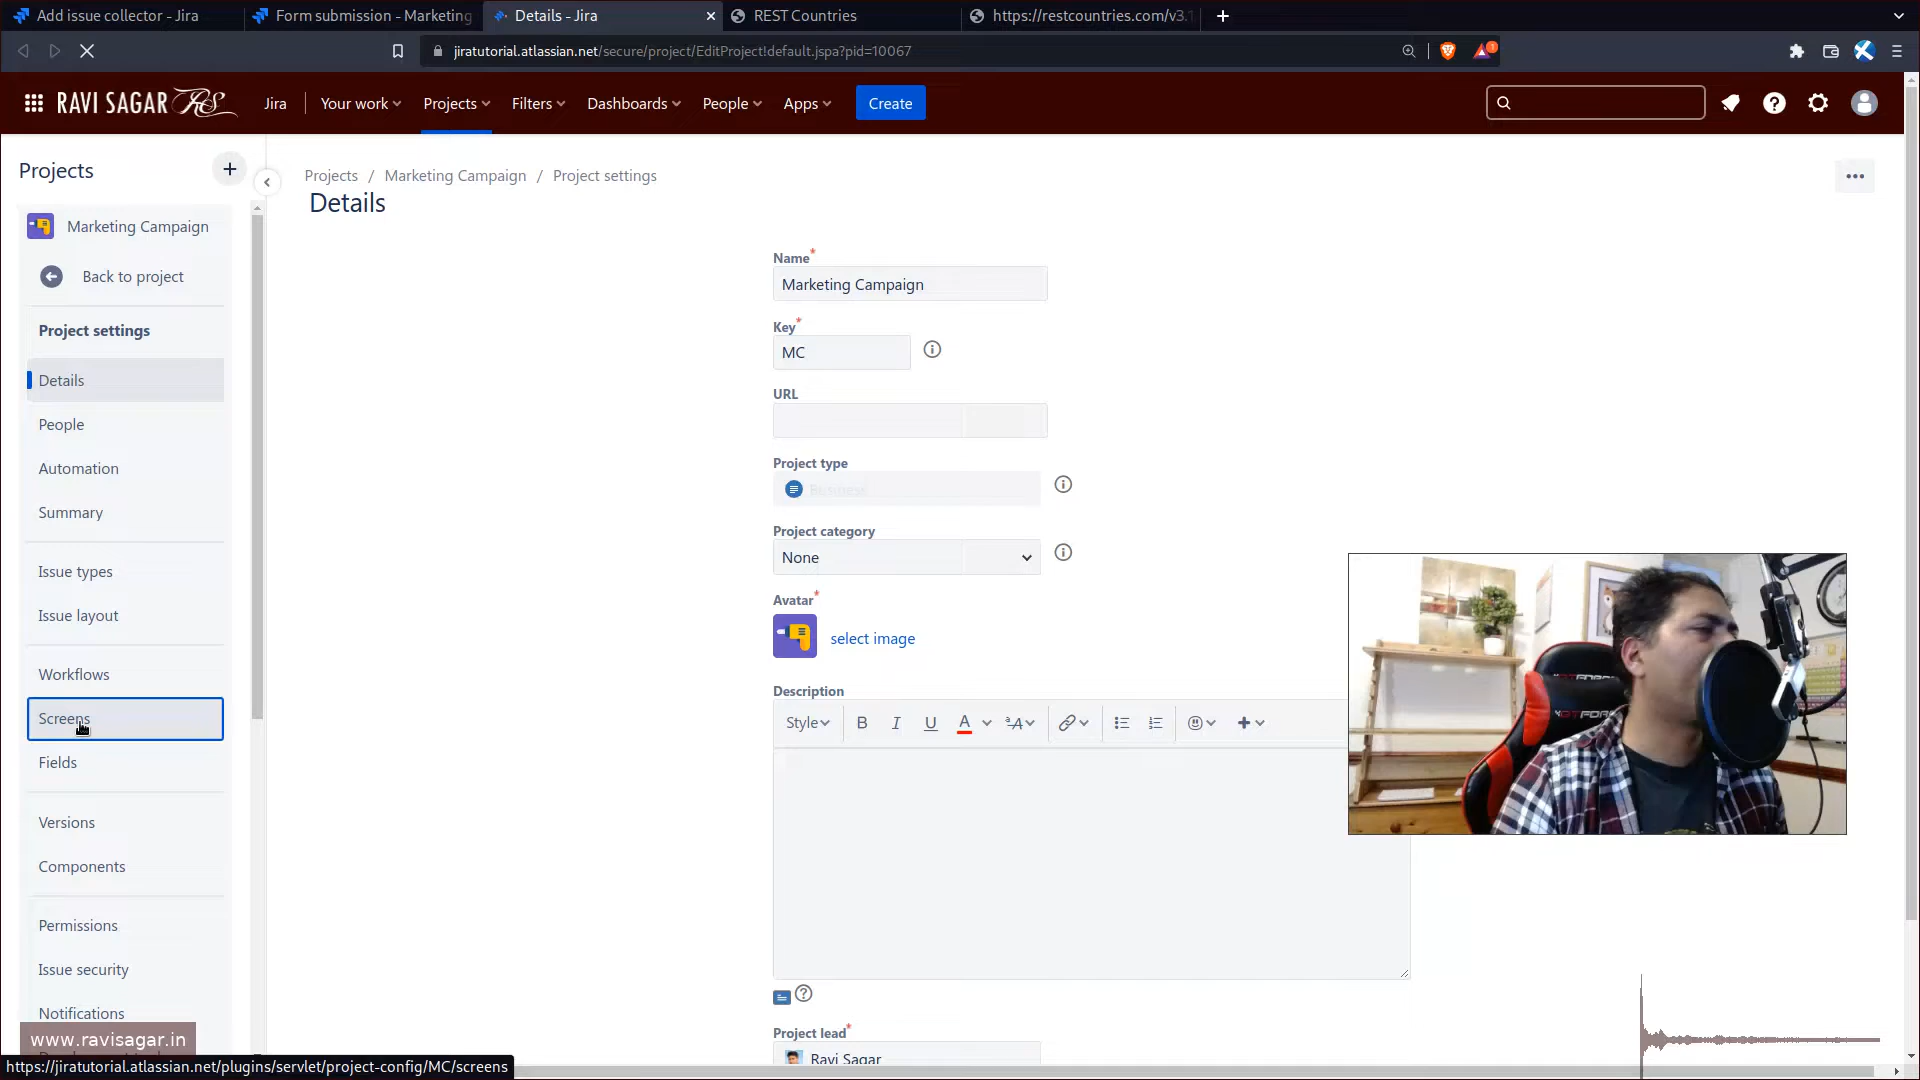 Add issue collector - Jira
Form submission - Marketing
Details - Jira
REST Countries
https://restcountries.com/v3.1
jiratutorial.atlassian.net/secure/project/EditProject!default.jspa?pid=10067
1
RAVI SAGAR RS
Jira
Your work
Projects
Filters
Dashboards
People
Apps
Create
Projects
Marketing Campaign
Back to project
Project settings
Details
People
Automation
Summary
Issue types
Issue layout
Workflows
Screens
Fields
Versions
Components
Permissions
Issue security
Notifications
www.ravisagar.in
https://jiratutorial.atlassian.net/plugins/servlet/project-config/MC/screens
Projects / Marketing Campaign / Project settings
Details
Name*
Marketing Campaign
Key*
MC
URL
Project type
Business
Project category
None
Avatar*
select image
Description
Style
B I U A
Project lead*
Ravi Sagar